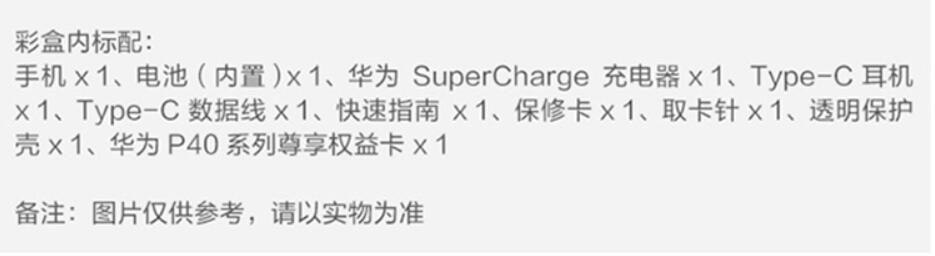 彩盒内标配：
手机 x 1、电池（内置）x 1、华为 SuperCharge 充电器 x 1、Type-C 耳机
x 1、Type-C 数据线 x 1、快速指南 x 1、保修卡 x 1、取卡针 x 1、透明保护
壳 x 1、华为 P40 系列尊享权益卡 x 1
备注：图片仅供参考，请以实物为准